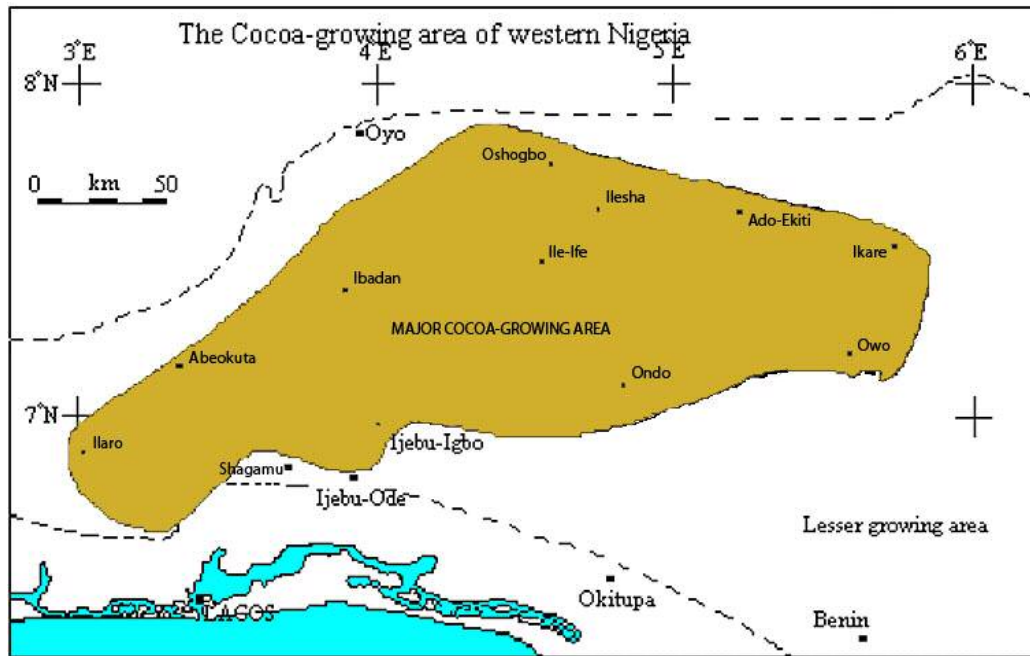 The Cocoa-growing area of western Nigeria
3°E 4°E 5°E 6°E
8°N
Oyo
Oshogbo
0 km 50
Ilesha
Ado-Ekiti
Ikare
Ile-Ife
Ibadan
MAJOR COCOA-GROWING AREA
Owo
Abeokuta
Ondo
7°N
Ilaro
Ijebu-Igbo
Shagamu
Ijebu-Ode
Lesser growing area
Okitupa
LAGOS
Benin